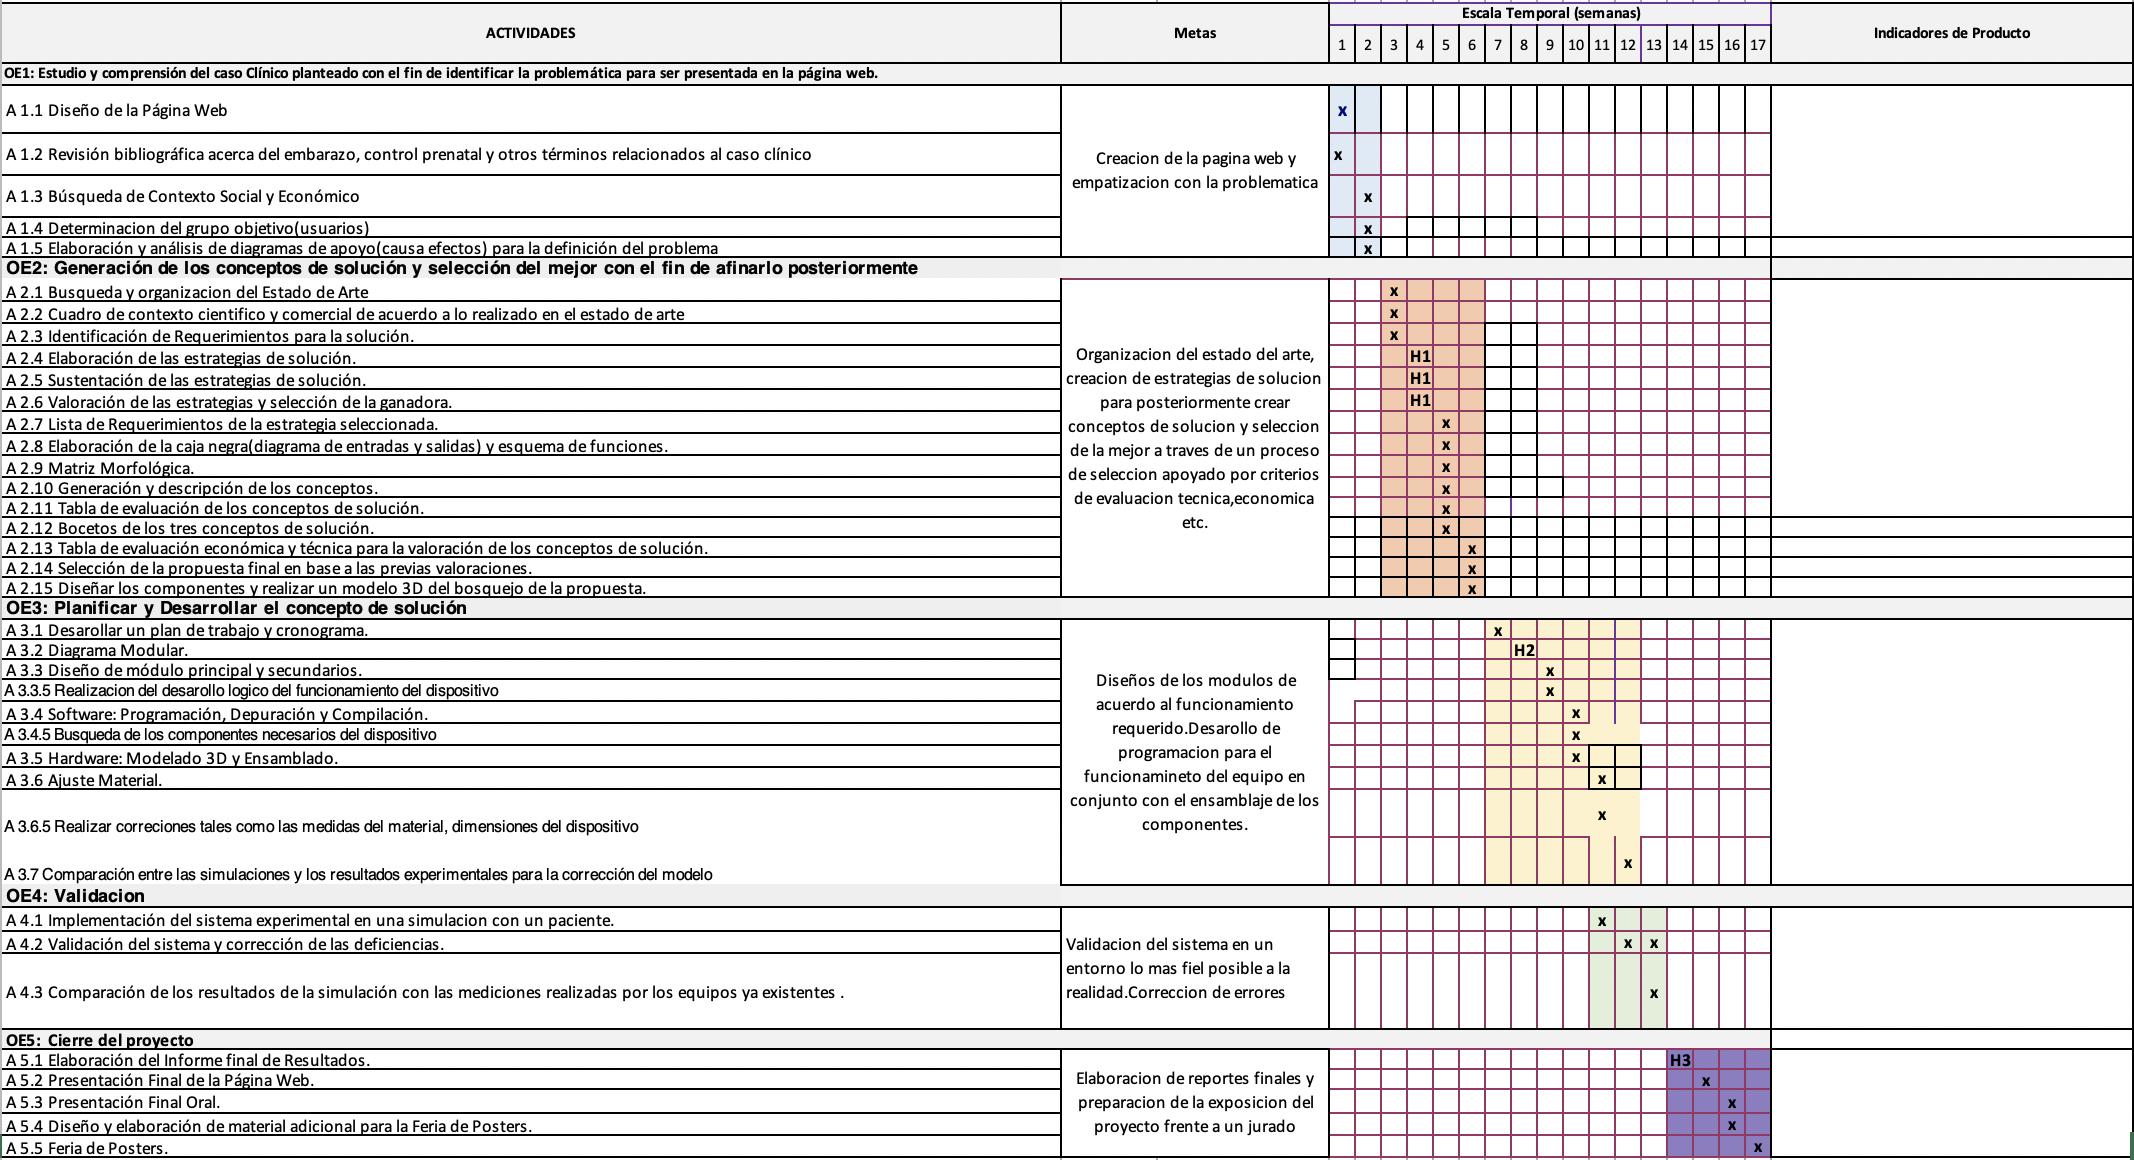 ACTIVIDADES
Metas
Escala Temporal (semanas)
1 2 3 4 5 6 7 8 9 10 11 12 13 14 15 16 17
Indicadores de Producto
OE1: Estudio y comprensión del caso Clínico planteado con el fin de identificar la problemática para ser presentada en la página web.
A 1.1 Diseño de la Página Web
x
A 1.2 Revisión bibliográfica acerca del embarazo, control prenatal y otros términos relacionados al caso clínico
x
A 1.3 Búsqueda de Contexto Social y Económico
x
A 1.4 Determinacion del grupo objetivo(usuarios)
x
A 1.5 Elaboración y análisis de diagramas de apoyo(causa efectos) para la definición del problema
x
Creacion de la pagina web y
empatizacion con la problematica
OE2: Generación de los conceptos de solución y selección del mejor con el fin de afinarlo posteriormente
A 2.1 Busqueda y organizacion del Estado de Arte
x
A 2.2 Cuadro de contexto cientifico y comercial de acuerdo a lo realizado en el estado de arte
x
A 2.3 Identificación de Requerimientos para la solución.
x
A 2.4 Elaboración de las estrategias de solución.
H1
A 2.5 Sustentación de las estrategias de solución.
H1
A 2.6 Valoración de las estrategias y selección de la ganadora.
H1
A 2.7 Lista de Requerimientos de la estrategia seleccionada.
x
A 2.8 Elaboración de la caja negra(diagrama de entradas y salidas) y esquema de funciones.
x
A 2.9 Matriz Morfológica.
x
A 2.10 Generación y descripción de los conceptos.
x
A 2.11 Tabla de evaluación de los conceptos de solución.
x
A 2.12 Bocetos de los tres conceptos de solución.
x
A 2.13 Tabla de evaluación económica y técnica para la valoración de los conceptos de solución.
x
A 2.14 Selección de la propuesta final en base a las previas valoraciones.
x
A 2.15 Diseñar los componentes y realizar un modelo 3D del bosquejo de la propuesta.
x
Organizacion del estado del arte,
creacion de estrategias de solucion
para posteriormente crear
conceptos de solucion y seleccion
de la mejor a traves de un proceso
de seleccion apoyado por criterios
de evaluacion tecnica,economica
etc.
OE3: Planificar y Desarrollar el concepto de solución
A 3.1 Desarollar un plan de trabajo y cronograma.
x
A 3.2 Diagrama Modular.
H2
A 3.3 Diseño de módulo principal y secundarios.
x
A 3.3.5 Realizacion del desarollo logico del funcionamiento del dispositivo
x
A 3.4 Software: Programación, Depuración y Compilación.
x
A 3.4.5 Busqueda de los componentes necesarios del dispositivo
x
A 3.5 Hardware: Modelado 3D y Ensamblado.
x
A 3.6 Ajuste Material.
x
A 3.6.5 Realizar correciones tales como las medidas del material, dimensiones del dispositivo
x
A 3.7 Comparación entre las simulaciones y los resultados experimentales para la corrección del modelo
x
Diseños de los modulos de
acuerdo al funcionamiento
requerido.Desarollo de
programacion para el
funcionamineto del equipo en
conjunto con el ensamblaje de los
componentes.
OE4: Validacion
A 4.1 Implementación del sistema experimental en una simulacion con un paciente.
x
A 4.2 Validación del sistema y corrección de las deficiencias.
x x
A 4.3 Comparación de los resultados de la simulación con las mediciones realizadas por los equipos ya existentes .
x
Validacion del sistema en un
entorno lo mas fiel posible a la
realidad.Correccion de errores
OE5: Cierre del proyecto
A 5.1 Elaboración del Informe final de Resultados.
H3
A 5.2 Presentación Final de la Página Web.
x
A 5.3 Presentación Final Oral.
x
A 5.4 Diseño y elaboración de material adicional para la Feria de Posters.
x
A 5.5 Feria de Posters.
x
Elaboracion de reportes finales y
preparacion de la exposicion del
proyecto frente a un jurado